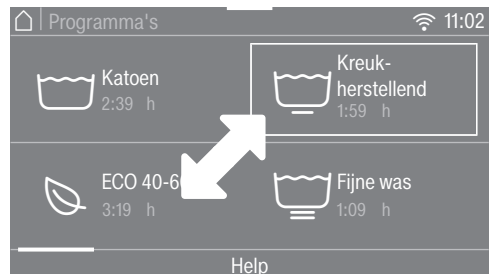 Programma's
11:02
Katoen
2:39 h
Kreuk-
herstellend
1:59 h
ECO 40-6
3:19 h
Fijne was
1:09 h
Help